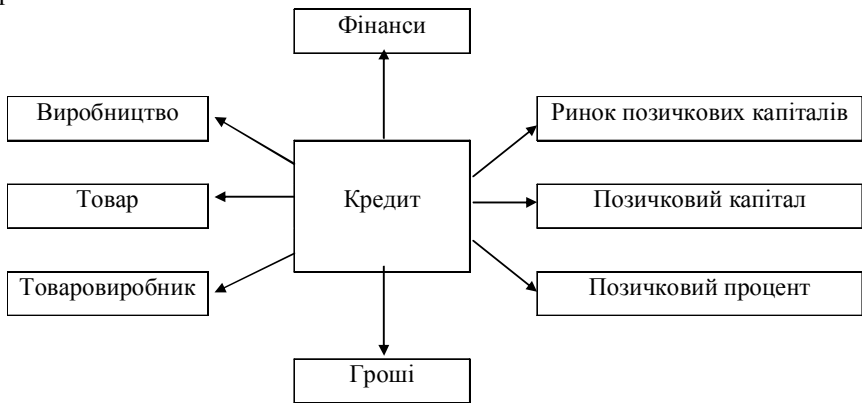 Фінанси
Виробництво
Ринок позичкових капіталів
Товар
Кредит
Позичковий капітал
Товаровиробник
Позичковий процент
Гроші